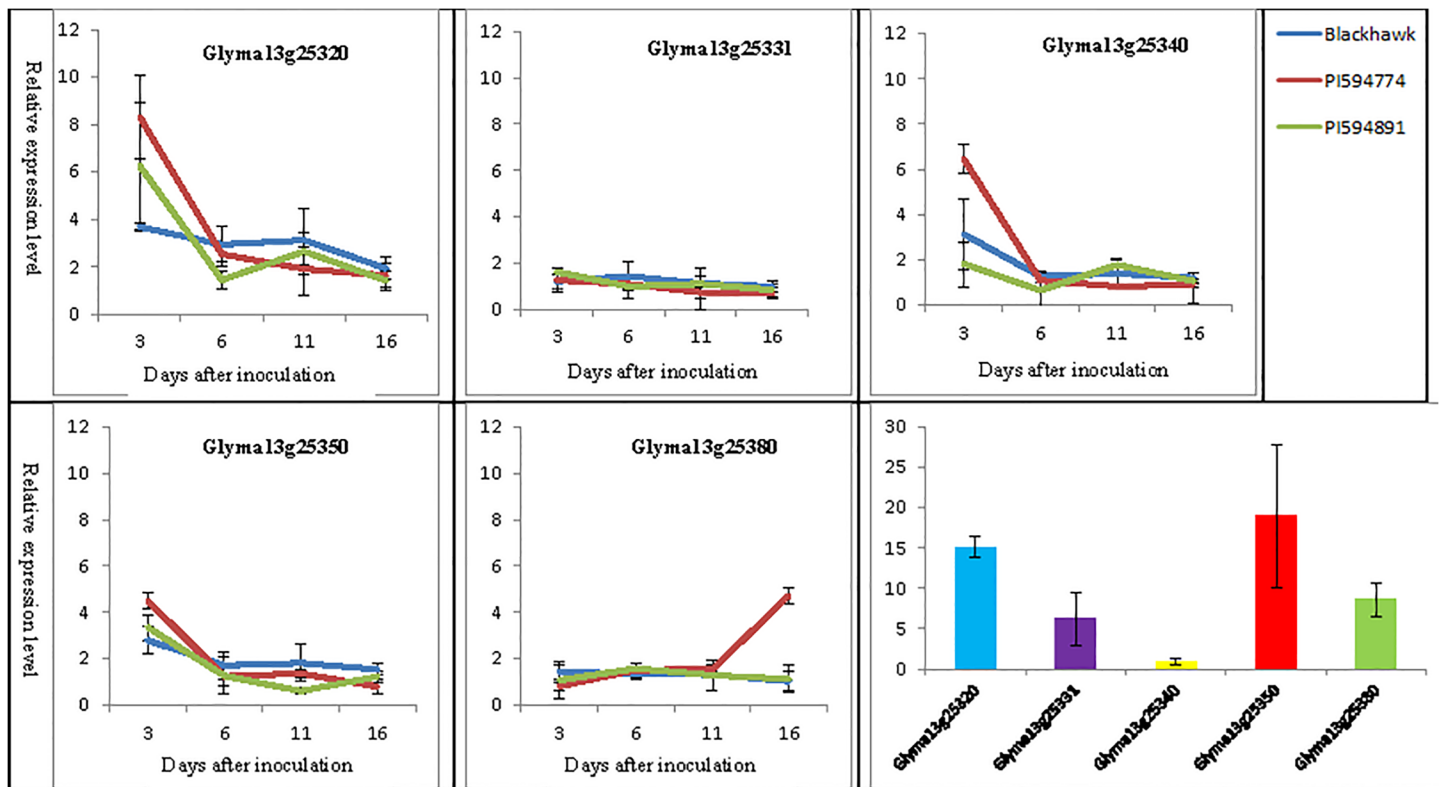 Relative expression level
Glyma13g25320
12
10
8
6
4
2
0
3 6 11 16
Days after inoculation
Glyma13g25331
12
10
8
6
4
2
0
3 6 11 16
Days after inoculation
Glyma13g25340
12
10
8
6
4
2
0
3 6 11 16
Days after inoculation
Blackhawk
PI594774
PI594891
Relative expression level
Glyma13g25350
12
10
8
6
4
2
0
3 6 11 16
Days after inoculation
Glyma13g25380
12
10
8
6
4
2
0
3 6 11 16
Days after inoculation
30
25
20
15
10
5
0
Glyma13g25320
Glyma13g25331
Glyma13g25340
Glyma13g25350
Glyma13g25380